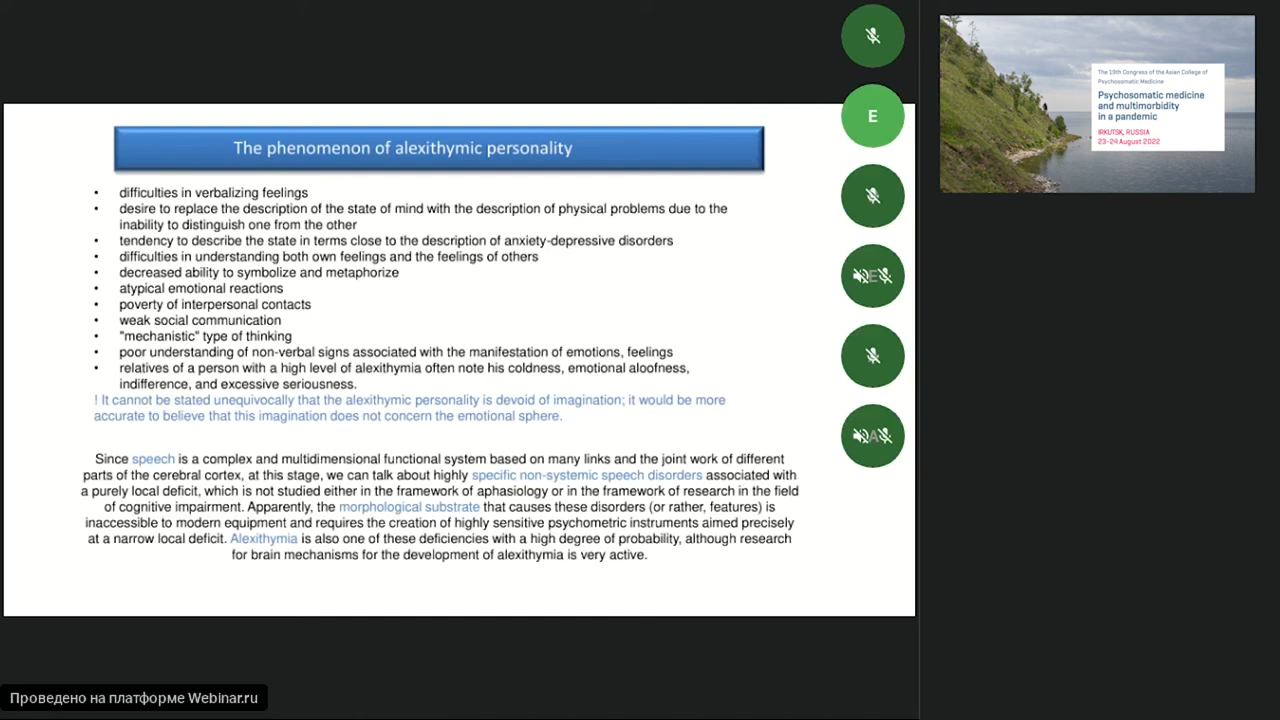 The phenomenon of alexithymic personality
• difficulties in verbalizing feelings
• desire to replace the description of the state of mind with the description of physical problems due to the
inability to distinguish one from the other
• tendency to describe the state in terms close to the description of anxiety-depressive disorders
• difficulties in understanding both own feelings and the feelings of others
• decreased ability to symbolize and metaphorize
• atypical emotional reactions
• poverty of interpersonal contacts
• weak social communication
• "mechanistic" type of thinking
• poor understanding of non-verbal signs associated with the manifestation of emotions, feelings
• relatives of a person with a high level of alexithymia often note his coldness, emotional aloofness,
indifference, and excessive seriousness.
! It cannot be stated unequivocally that the alexithymic personality is devoid of imagination; it would be more
accurate to believe that this imagination does not concern the emotional sphere.
Since speech is a complex and multidimensional functional system based on many links and the joint work of different
parts of the cerebral cortex, at this stage, we can talk about highly specific non-systemic speech disorders associated with
a purely local deficit, which is not studied either in the framework of aphasiology or in the framework of research in the field
of cognitive impairment. Apparently, the morphological substrate that causes these disorders (or rather, features) is
inaccessible to modern equipment and requires the creation of highly sensitive psychometric instruments aimed precisely
at a narrow local deficit. Alexithymia is also one of these deficiencies with a high degree of probability, although research
for brain mechanisms for the development of alexithymia is very active.
E
E
A
The 19th Congress of the Asian College of
Psychosomatic Medicine
Psychosomatic medicine
and multimorbidity
in a pandemic
IRKUTSK, RUSSIA
23-24 August 2022
Проведено на платформе Webinar.ru